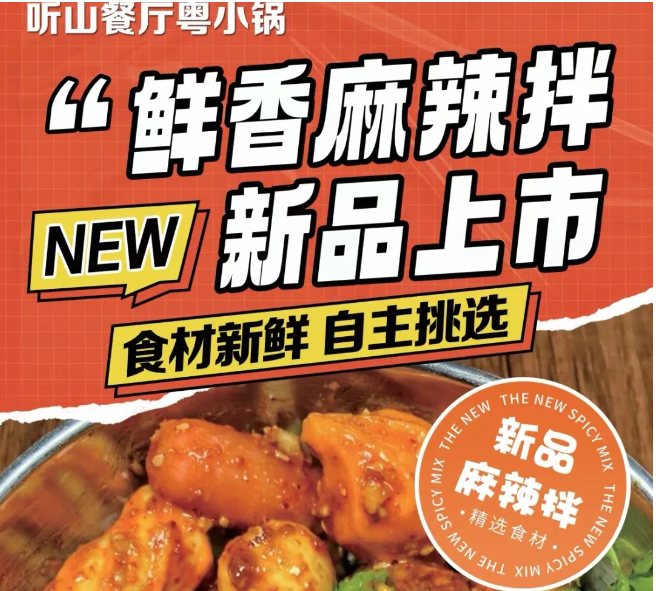 听山餐厅粤小锅
“鲜香麻辣拌
NEW
新品上市
食材新鲜 自主挑选
THE NEW SPICY MIX THE NEW SPICY MIX THE NEW SPICY MIX THE NEW
新品
麻辣拌
·精选食材·